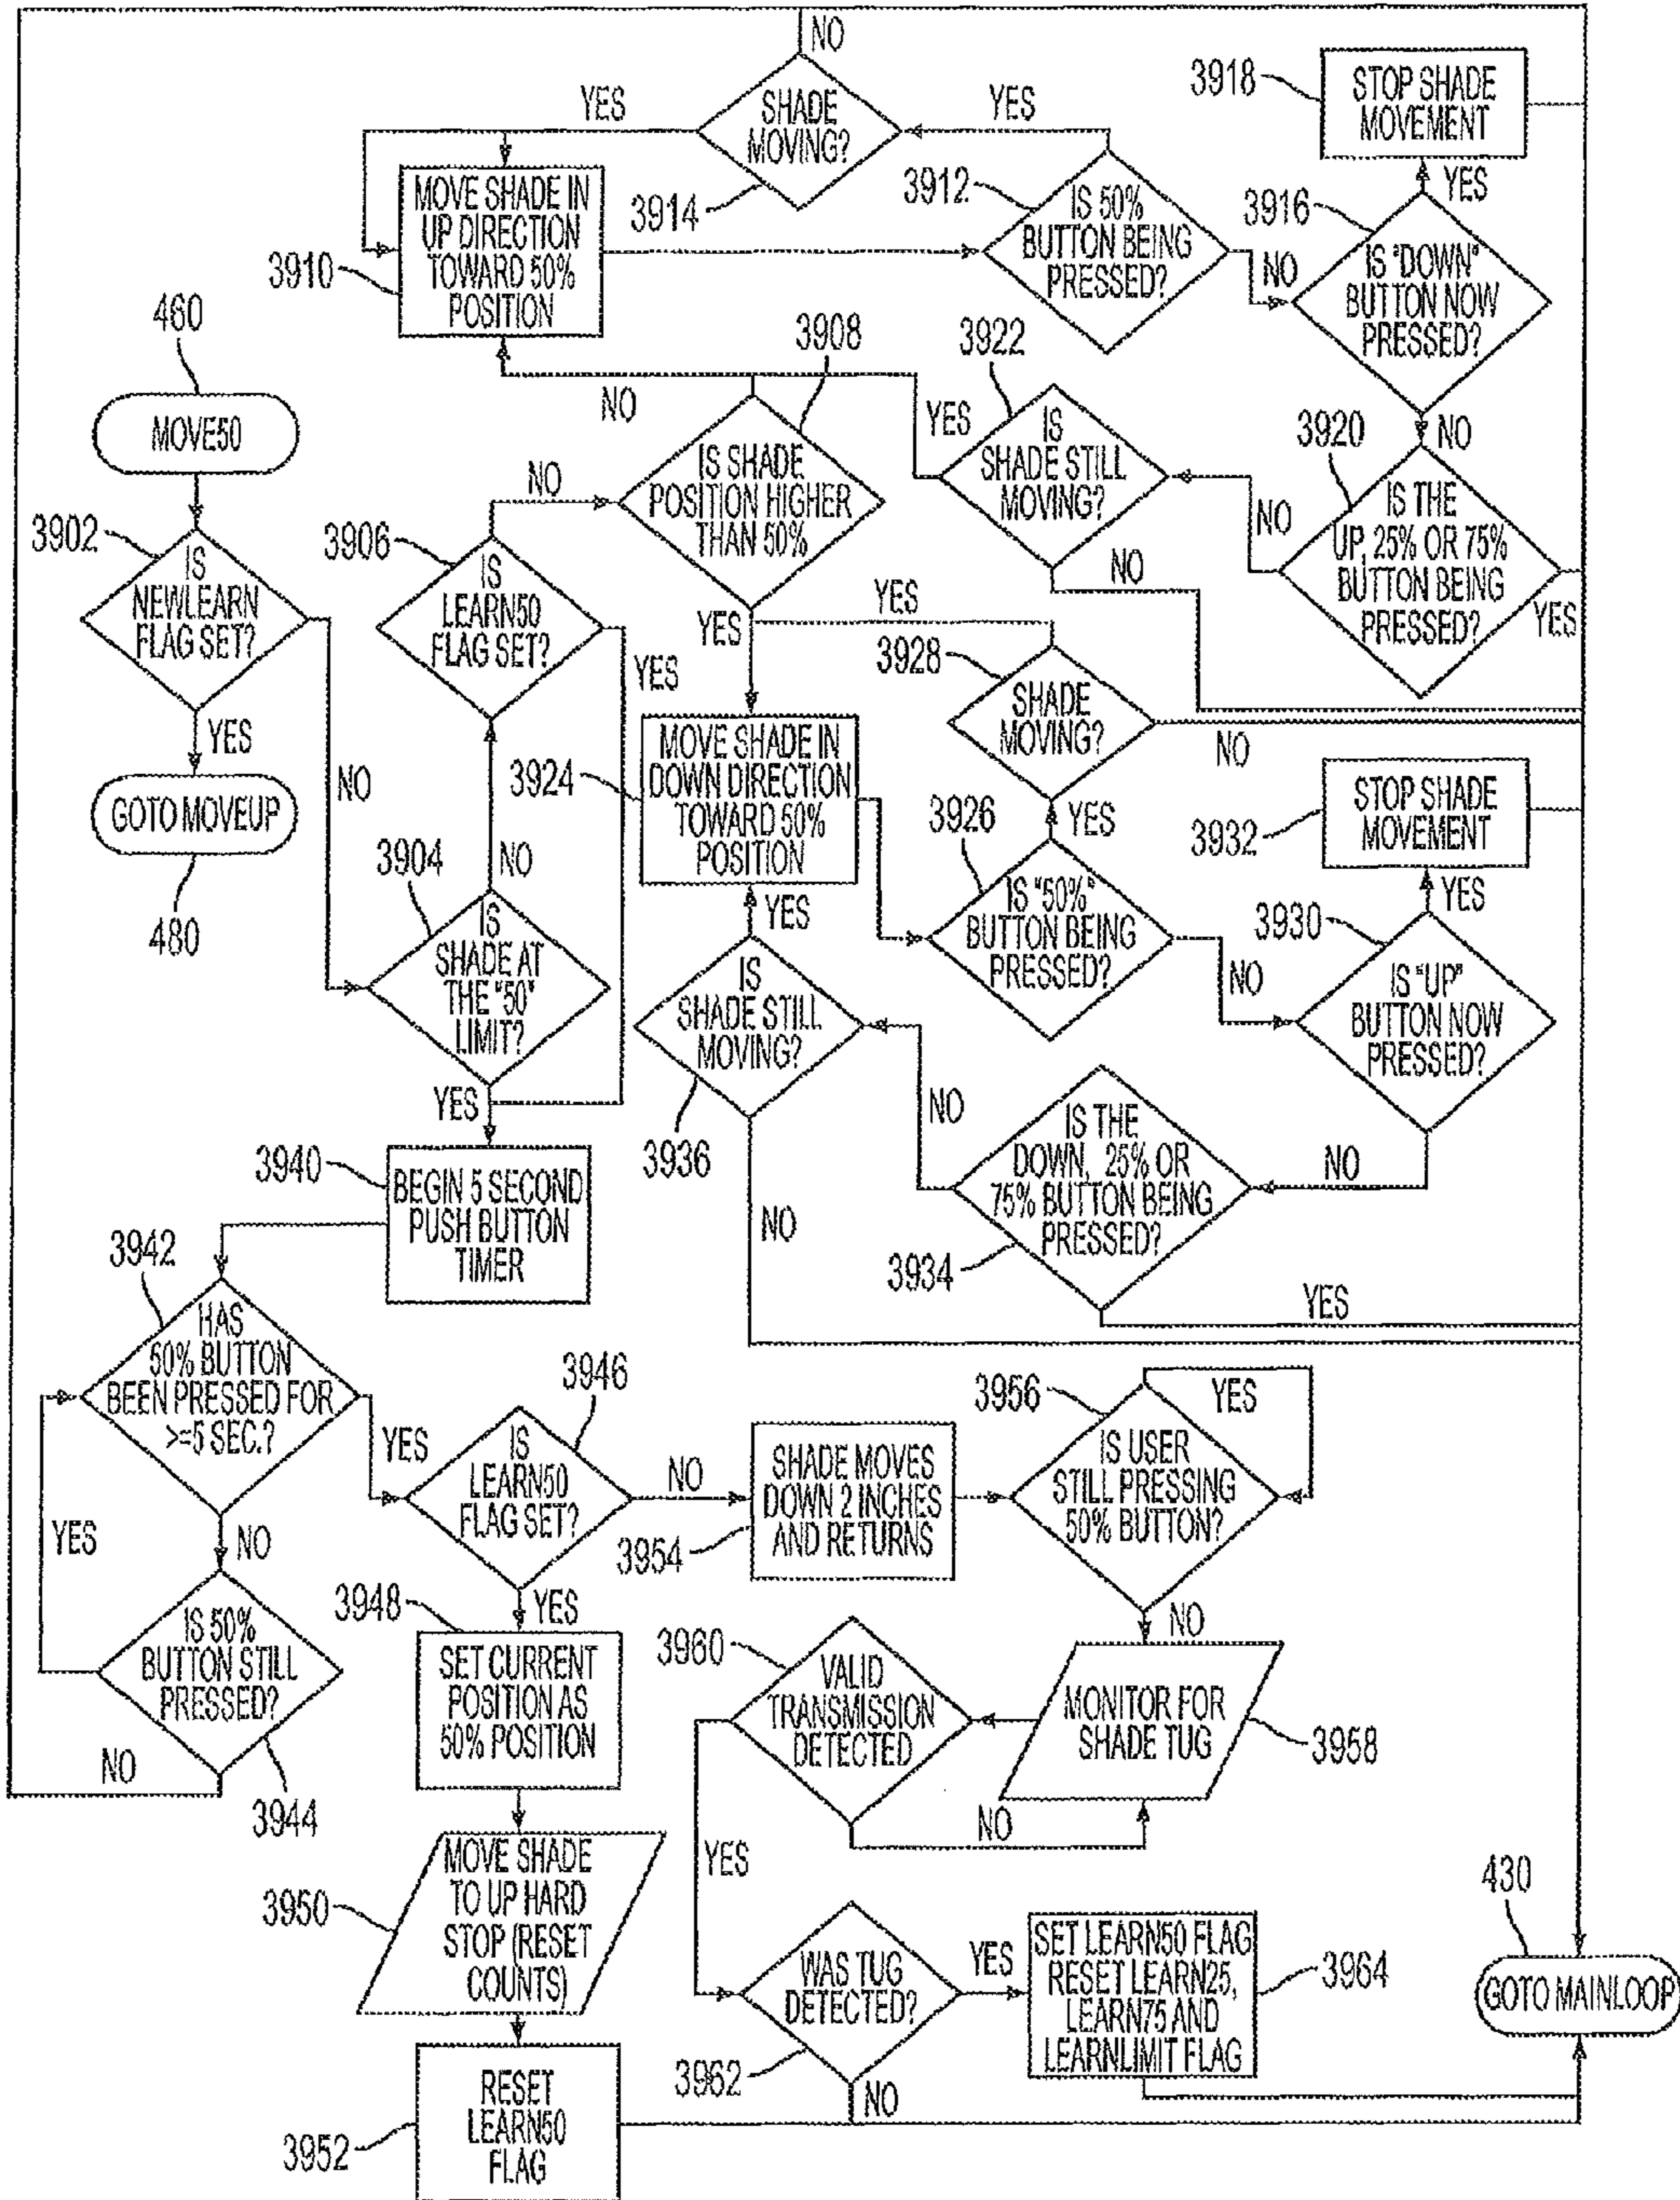 NO
3918
STOP SHADE
MOVEMENT
YES
SHADE
MOVING?
3914
YES
MOVE SHADE IN
UP DIRECTION
TOWARD 50%
POSITION
3910
3912
IS 50%
BUTTON BEING
PRESSED?
NO
YES
3916
IS "DOWN"
BUTTON NOW
PRESSED?
460
MOVE50
3908
NO
IS SHADE
POSITION HIGHER
THAN 50%
3922
YES
IS
SHADE STILL
MOVING?
NO
NO
3920
IS THE
UP, 25% OR 75%
BUTTON BEING
PRESSED?
NO
YES
3902
IS
NEWLEARN
FLAG SET?
YES
GOTO MOVEUP
480
NO
3906
NO
IS
LEARN50
FLAG SET?
YES
NO
3904
IS
SHADE AT
THE "50"
LIMIT?
YES
YES
YES
3928
SHADE
MOVING?
NO
3924
MOVE SHADE IN
DOWN DIRECTION
TOWARD 50%
POSITION
YES
3926
YES
IS "50%"
BUTTON BEING
PRESSED?
NO
3932
STOP SHADE
MOVEMENT
YES
3930
IS "UP"
BUTTON NOW
PRESSED?
NO
IS
SHADE STILL
MOVING?
3936
NO
NO
IS THE
DOWN, 25% OR
75% BUTTON BEING
PRESSED?
3934
YES
3940
BEGIN 5 SECOND
PUSH BUTTON
TIMER
3942
HAS
50% BUTTON
BEEN PRESSED FOR
>=5 SEC.?
YES
NO
YES
IS 50%
BUTTON STILL
PRESSED?
NO
3944
3946
IS
LEARN50
FLAG SET?
NO
YES
SHADE MOVES
DOWN 2 INCHES
AND RETURNS
3954
3956
YES
IS USER
STILL PRESSING
50% BUTTON?
NO
3948
SET CURRENT
POSITION AS
50% POSITION
3960
VALID
TRANSMISSION
DETECTED
NO
YES
MONITOR FOR
SHADE TUG
3958
3950
MOVE SHADE
TO UP HARD
STOP (RESET
COUNTS)
WAS TUG
DETECTED?
3962
YES
NO
SET LEARN50 FLAG
RESET LEARN25,
LEARN75 AND
LEARNLIMIT FLAG
3964
430
GOTO MAINLOOP
3952
RESET
LEARN50
FLAG